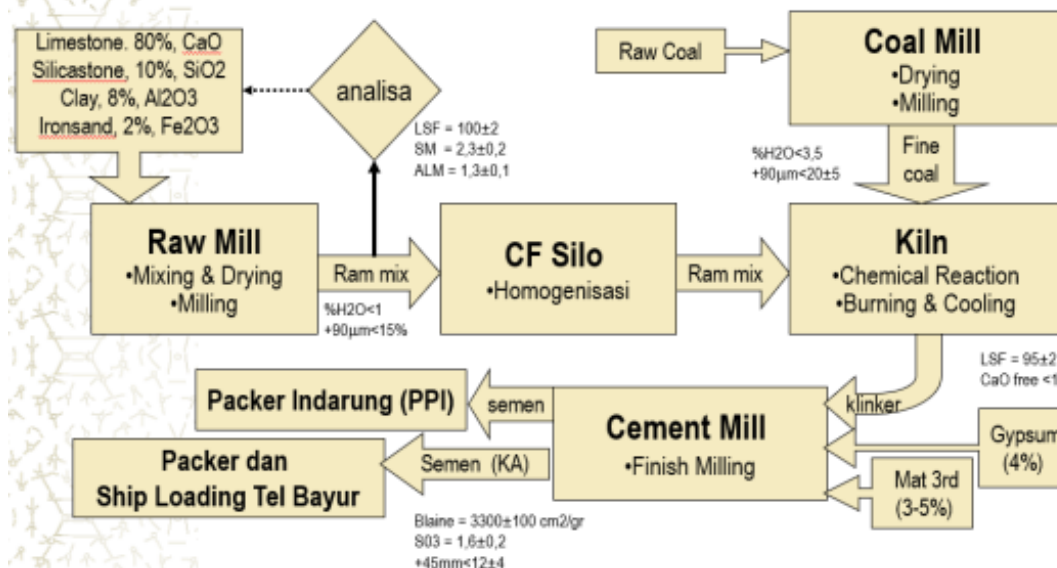 Limestone. 80%, CaO
Silicastone, 10%, SiO2
Clay, 8%, Al2O3
Ironsand, 2%, Fe2O3
analisa
LSF = 100±2
SM = 2,3±0,2
ALM = 1,3±0,1
Raw Coal
Coal Mill
•Drying
•Milling
%H2O<3,5
+90µm<20±5
Fine
coal
Raw Mill
•Mixing & Drying
•Milling
Ram mix
%H2O<1
+90µm<15%
CF Silo
•Homogenisasi
Ram mix
Kiln
•Chemical Reaction
•Burning & Cooling
LSF = 95±2
CaO free <1
klinker
Packer Indarung (PPI)
semen
Cement Mill
•Finish Milling
Gypsum
(4%)
Mat 3rd
(3-5%)
Packer dan
Ship Loading Tel Bayur
Semen (KA)
Blaine = 3300±100 cm2/gr
S03 = 1,6±0,2
+45mm<12±4